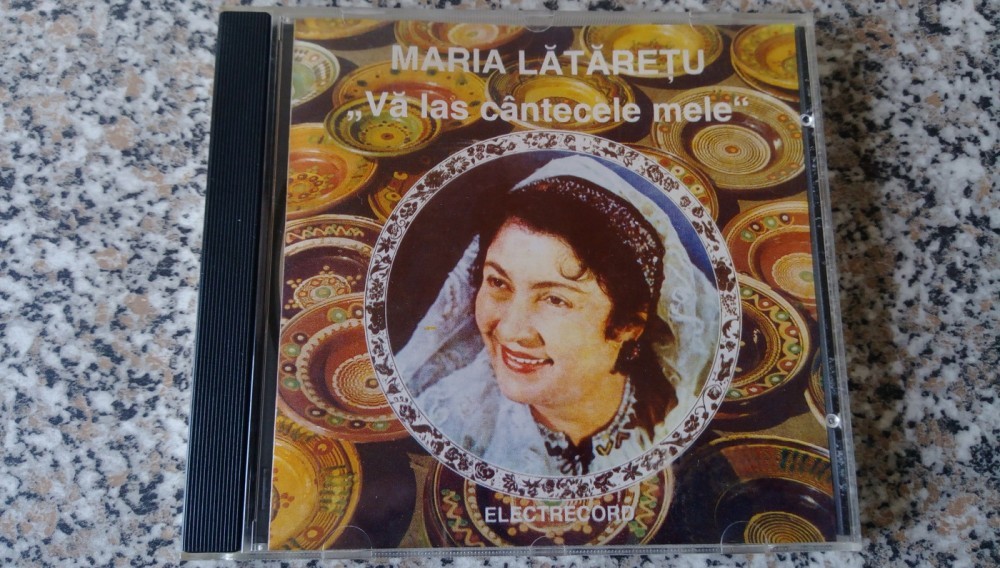 MARIA LĂTĂREȚU
„Vă las cântecele mele“
ELECTRECORD